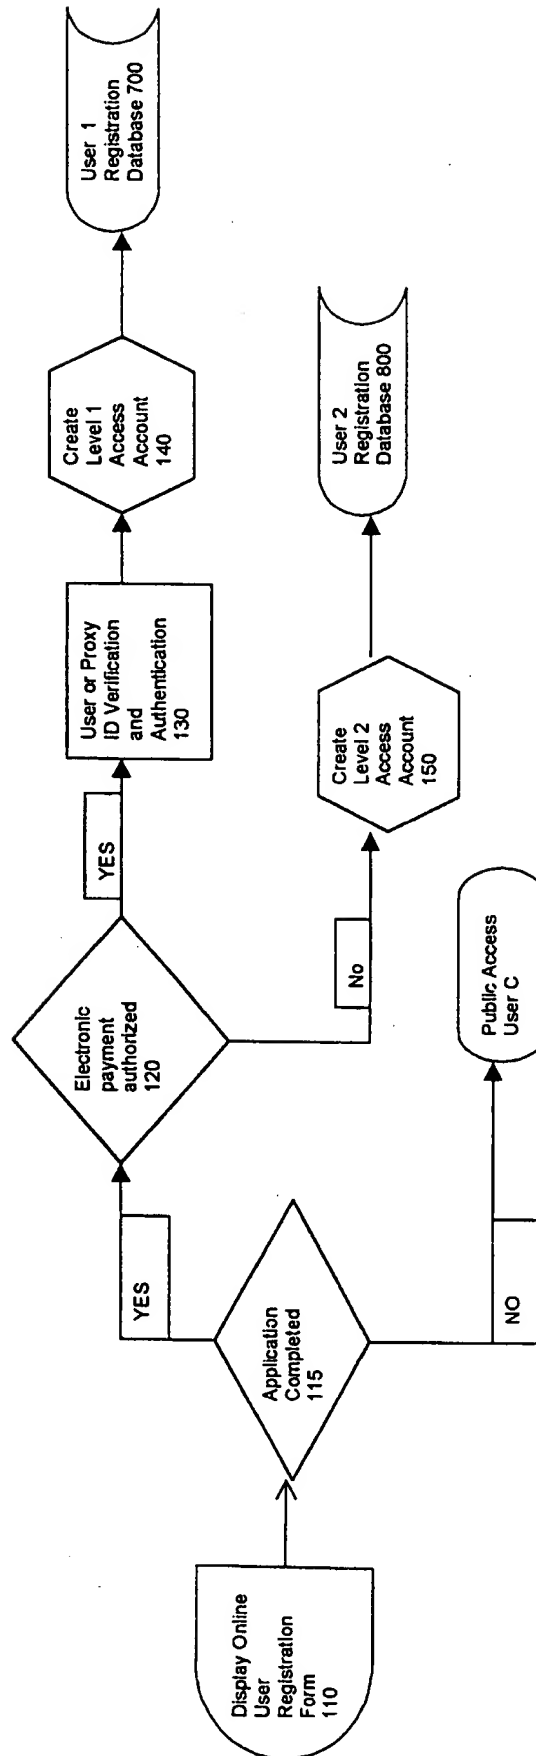 Display Online
User
Registration
Form
110
Application
Completed
115
YES
NO
Electronic
payment
authorized
120
YES
No
Public Access
User C
User or Proxy
ID Verification
and
Authentication
130
Create
Level 1
Access
Account
140
User 1
Registration
Database 700
Create
Level 2
Access
Account
150
User 2
Registration
Database 800